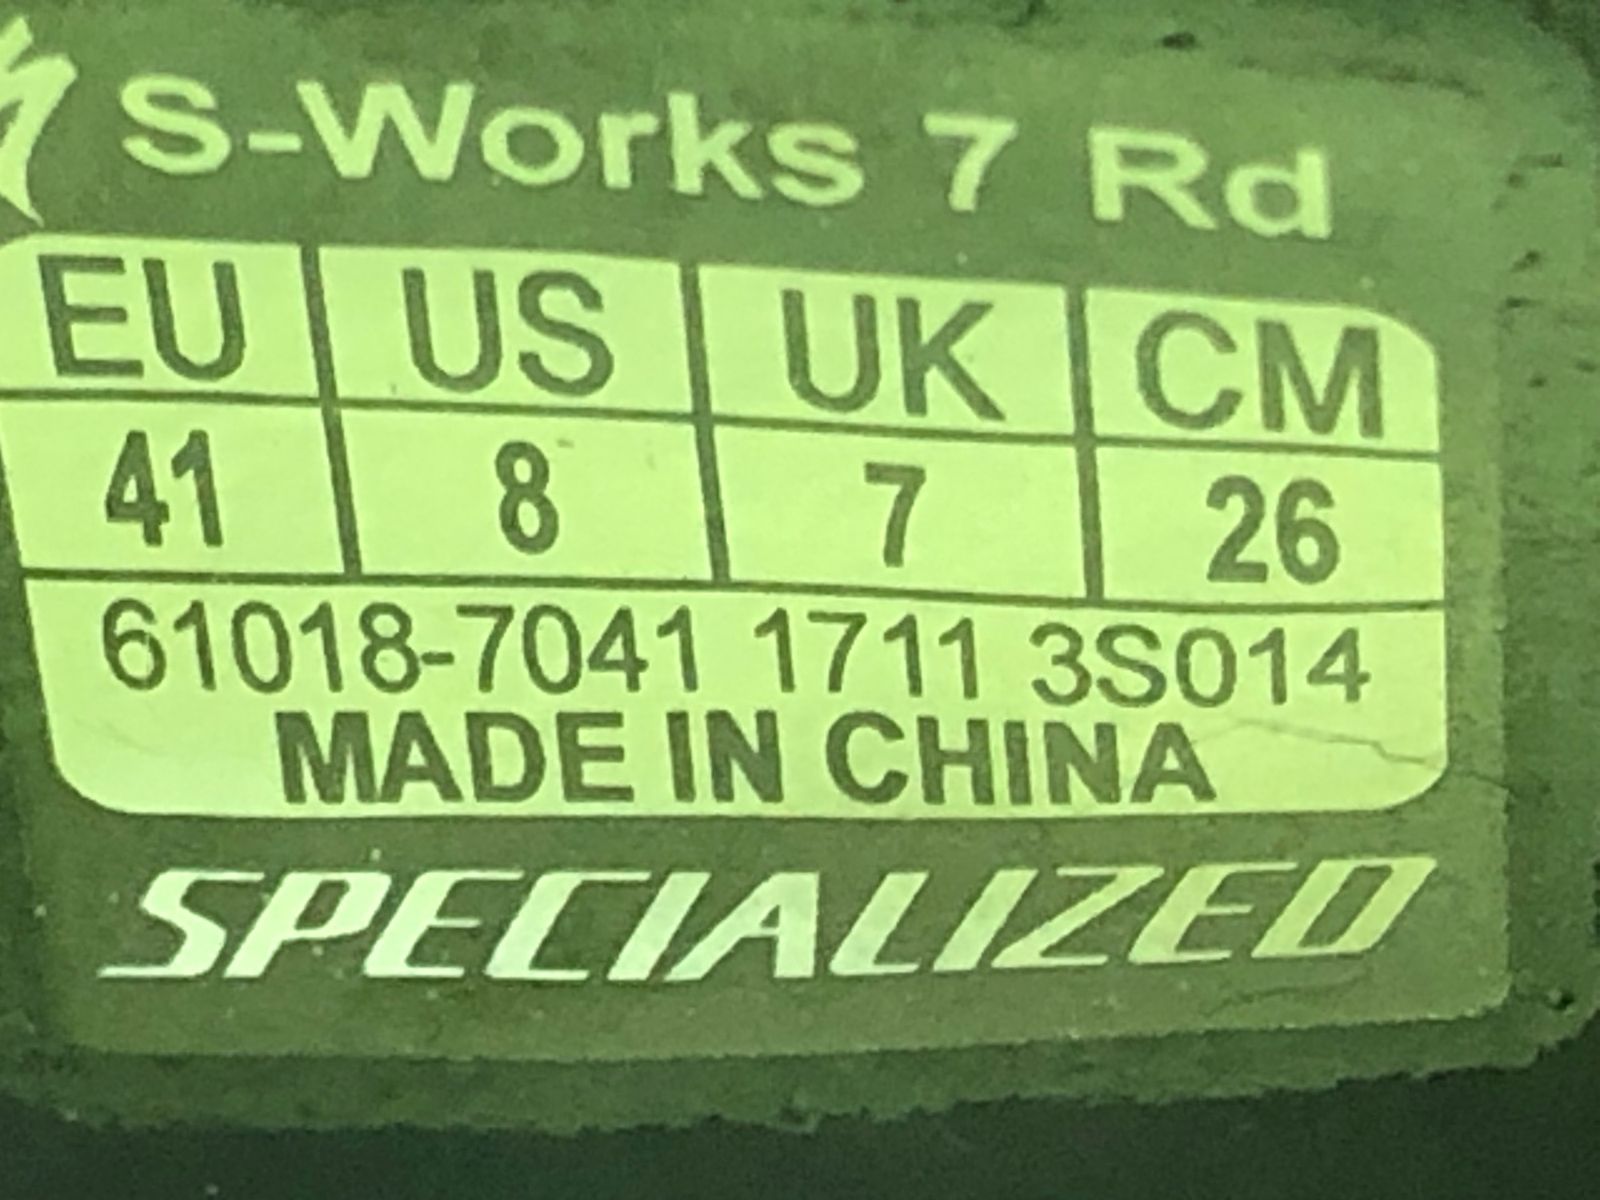 S-Works 7 Rd
EU US UK CM
41 8 7 26
61018-7041 1711 3S014
MADE IN CHINA
SPECIALIZED